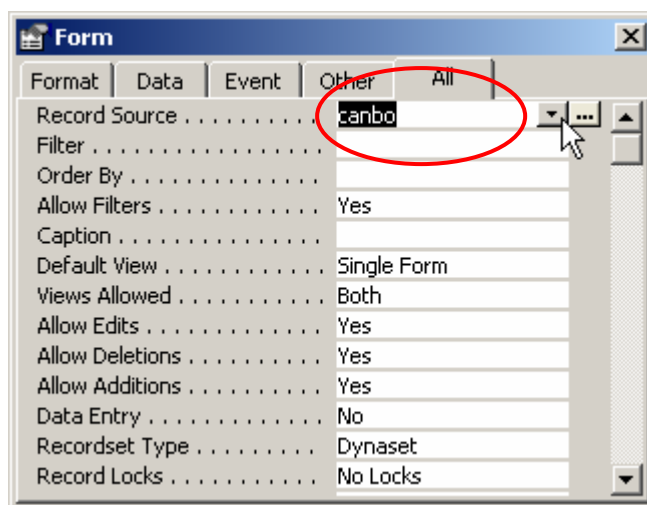 Form
Format Data Event Other All
Record Source . . . . . . . . . . canbo ...
Filter . . . . . . . . . . . . . . . . . .
Order By . . . . . . . . . . . . . . .
Allow Filters . . . . . . . . . . . . . Yes
Caption . . . . . . . . . . . . . . . .
Default View . . . . . . . . . . . . Single Form
Views Allowed . . . . . . . . . . . Both
Allow Edits . . . . . . . . . . . . . . Yes
Allow Deletions . . . . . . . . . . Yes
Allow Additions . . . . . . . . . . Yes
Data Entry . . . . . . . . . . . . . . No
Recordset Type . . . . . . . . . Dynaset
Record Locks . . . . . . . . . . . No Locks